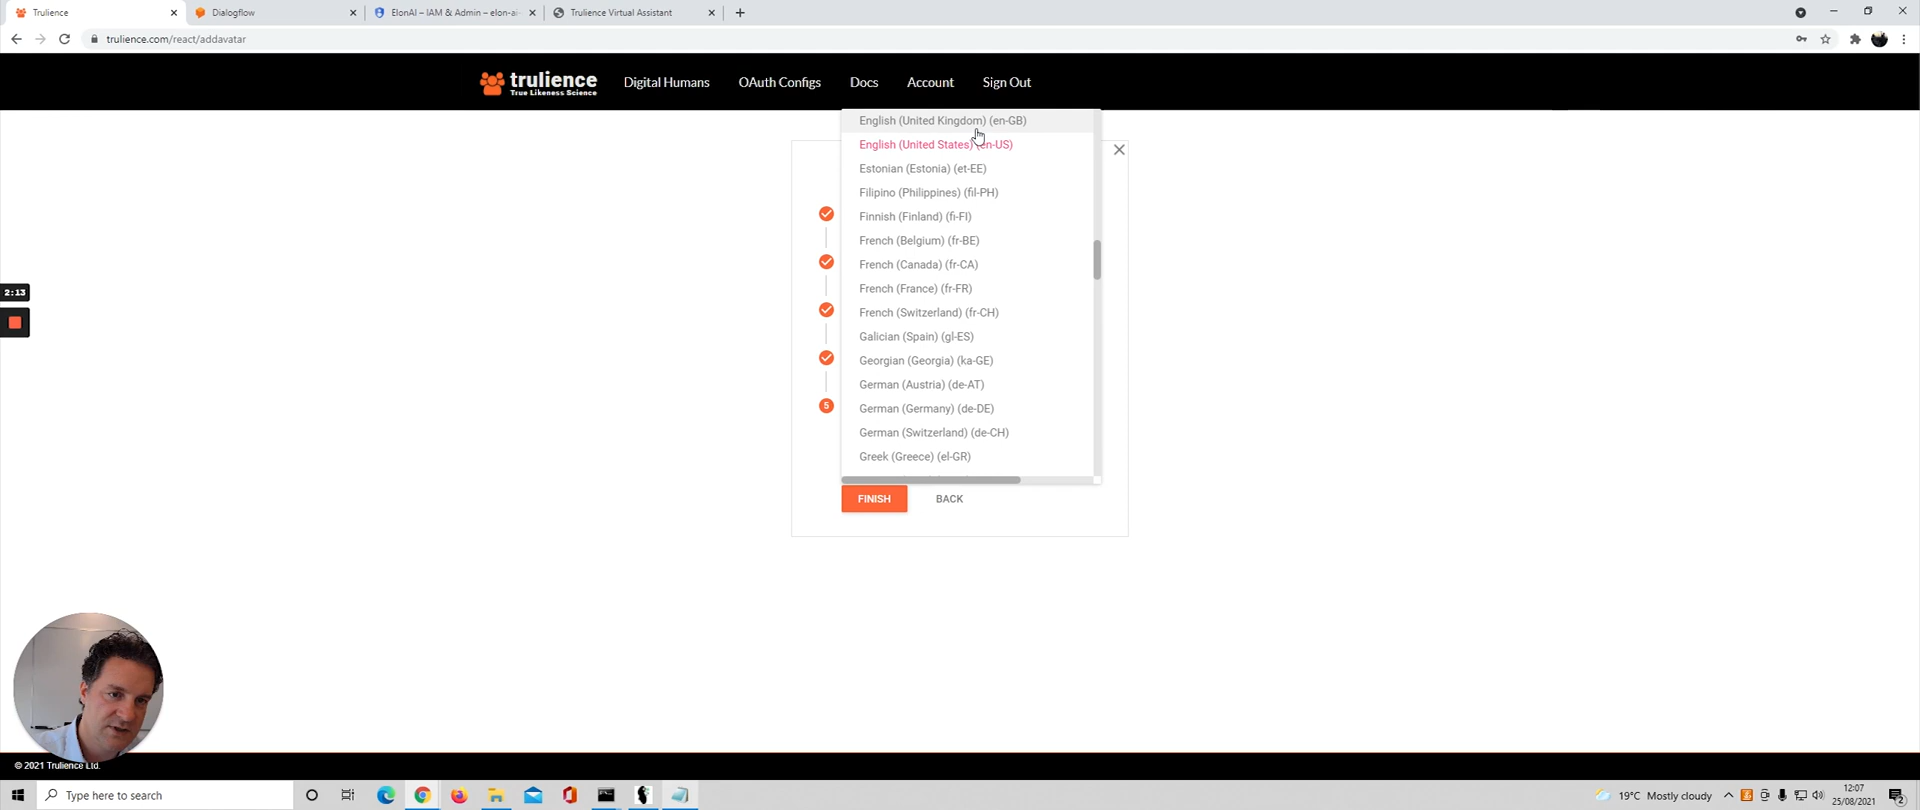 Trulience
Dialogflow
ElonAI – IAM & Admin – elon-ai-
Trulience Virtual Assistant
trulience.com/react/addavatar
trulience
True Likeness Science
Digital Humans
OAuth Configs
Docs
Account
Sign Out
English (United Kingdom) (en-GB)
English (United States) (en-US)
Estonian (Estonia) (et-EE)
Filipino (Philippines) (fil-PH)
Finnish (Finland) (fi-FI)
French (Belgium) (fr-BE)
French (Canada) (fr-CA)
French (France) (fr-FR)
French (Switzerland) (fr-CH)
Galician (Spain) (gl-ES)
Georgian (Georgia) (ka-GE)
German (Austria) (de-AT)
German (Germany) (de-DE)
German (Switzerland) (de-CH)
Greek (Greece) (el-GR)
2:13
5
FINISH
BACK
© 2021 Trulience Ltd.
Type here to search
19°C Mostly cloudy
12:07
25/08/2021
2